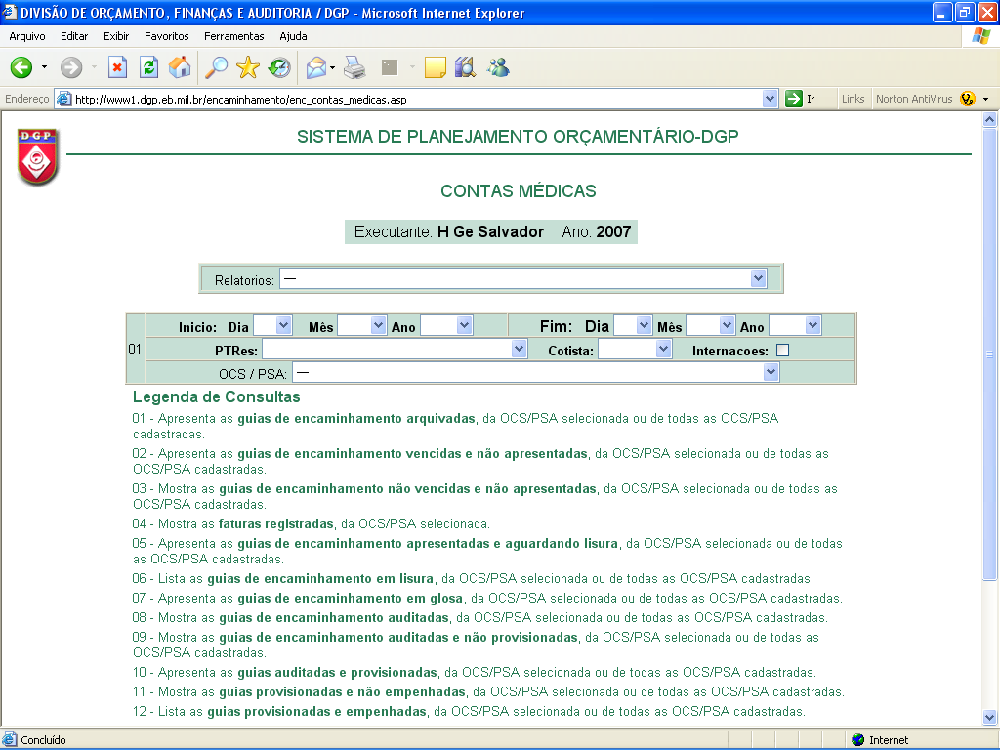 DIVISÃO DE ORÇAMENTO, FINANÇAS E AUDITORIA / DGP - Microsoft Internet Explorer
Arquivo Editar Exibir Favoritos Ferramentas Ajuda
Endereço http://www1.dgp.eb.mil.br/encaminhamento/enc_contas_medicas.asp Ir Links Norton AntiVirus
DGP
SISTEMA DE PLANEJAMENTO ORÇAMENTÁRIO-DGP
CONTAS MÉDICAS
Executante: H Ge Salvador Ano: 2007
Relatorios: ---
Inicio: Dia Mês Ano Fim: Dia Mês Ano
01 PTRes: Cotista: Internacoes:
OCS / PSA: ---
Legenda de Consultas
01 - Apresenta as guias de encaminhamento arquivadas, da OCS/PSA selecionada ou de todas as OCS/PSA
cadastradas.
02 - Apresenta as guias de encaminhamento vencidas e não apresentadas, da OCS/PSA selecionada ou de todas as
OCS/PSA cadastradas.
03 - Mostra as guias de encaminhamento não vencidas e não apresentadas, da OCS/PSA selecionada ou de todas as
OCS/PSA cadastradas.
04 - Mostra as faturas registradas, da OCS/PSA selecionada.
05 - Apresenta as guias de encaminhamento apresentadas e aguardando lisura, da OCS/PSA selecionada ou de todas
as OCS/PSA cadastradas.
06 - Lista as guias de encaminhamento em lisura, da OCS/PSA selecionada ou de todas as OCS/PSA cadastradas.
07 - Apresenta as guias de encaminhamento em glosa, da OCS/PSA selecionada ou de todas as OCS/PSA cadastradas.
08 - Mostra as guias de encaminhamento auditadas, da OCS/PSA selecionada ou de todas as OCS/PSA cadastradas.
09 - Mostra as guias de encaminhamento auditadas e não provisionadas, da OCS/PSA selecionada ou de todas as
OCS/PSA cadastradas.
10 - Apresenta as guias auditadas e provisionadas, da OCS/PSA selecionada ou de todas as OCS/PSA cadastradas.
11 - Mostra as guias provisionadas e não empenhadas, da OCS/PSA selecionada ou de todas as OCS/PSA cadastradas.
12 - Lista as guias provisionadas e empenhadas, da OCS/PSA selecionada ou de todas as OCS/PSA cadastradas.
Concluído Internet